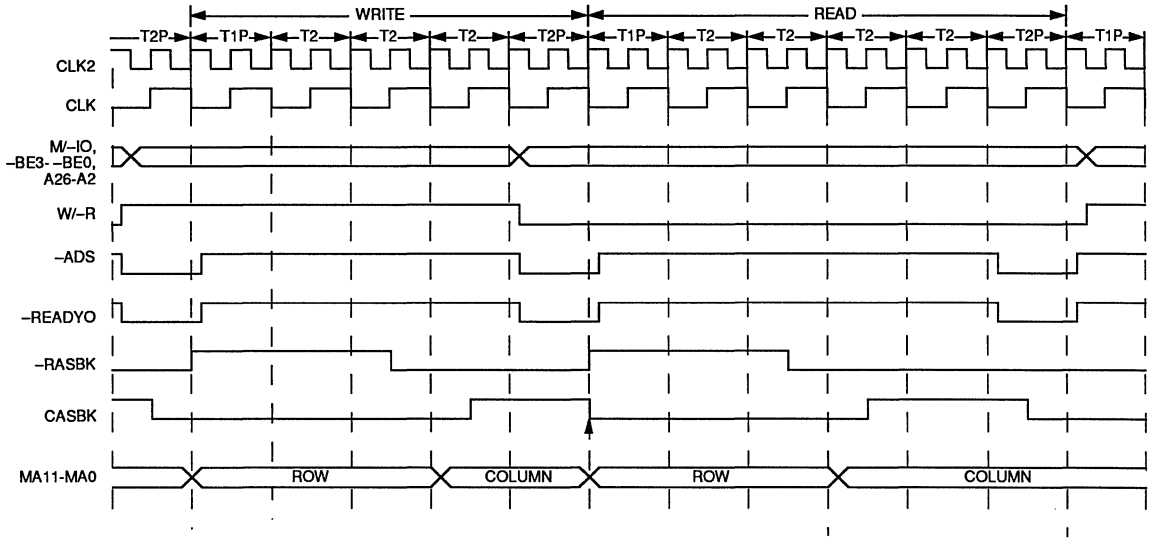 WRITE READ
T2P T1P T2 T2 T2 T2P T1P T2 T2 T2 T2 T2P T1P
CLK2
CLK
M/–IO,
–BE3- –BE0,
A26-A2
W/–R
–ADS
–READYO
–RASBK
CASBK
MA11-MA0 ROW COLUMN ROW COLUMN